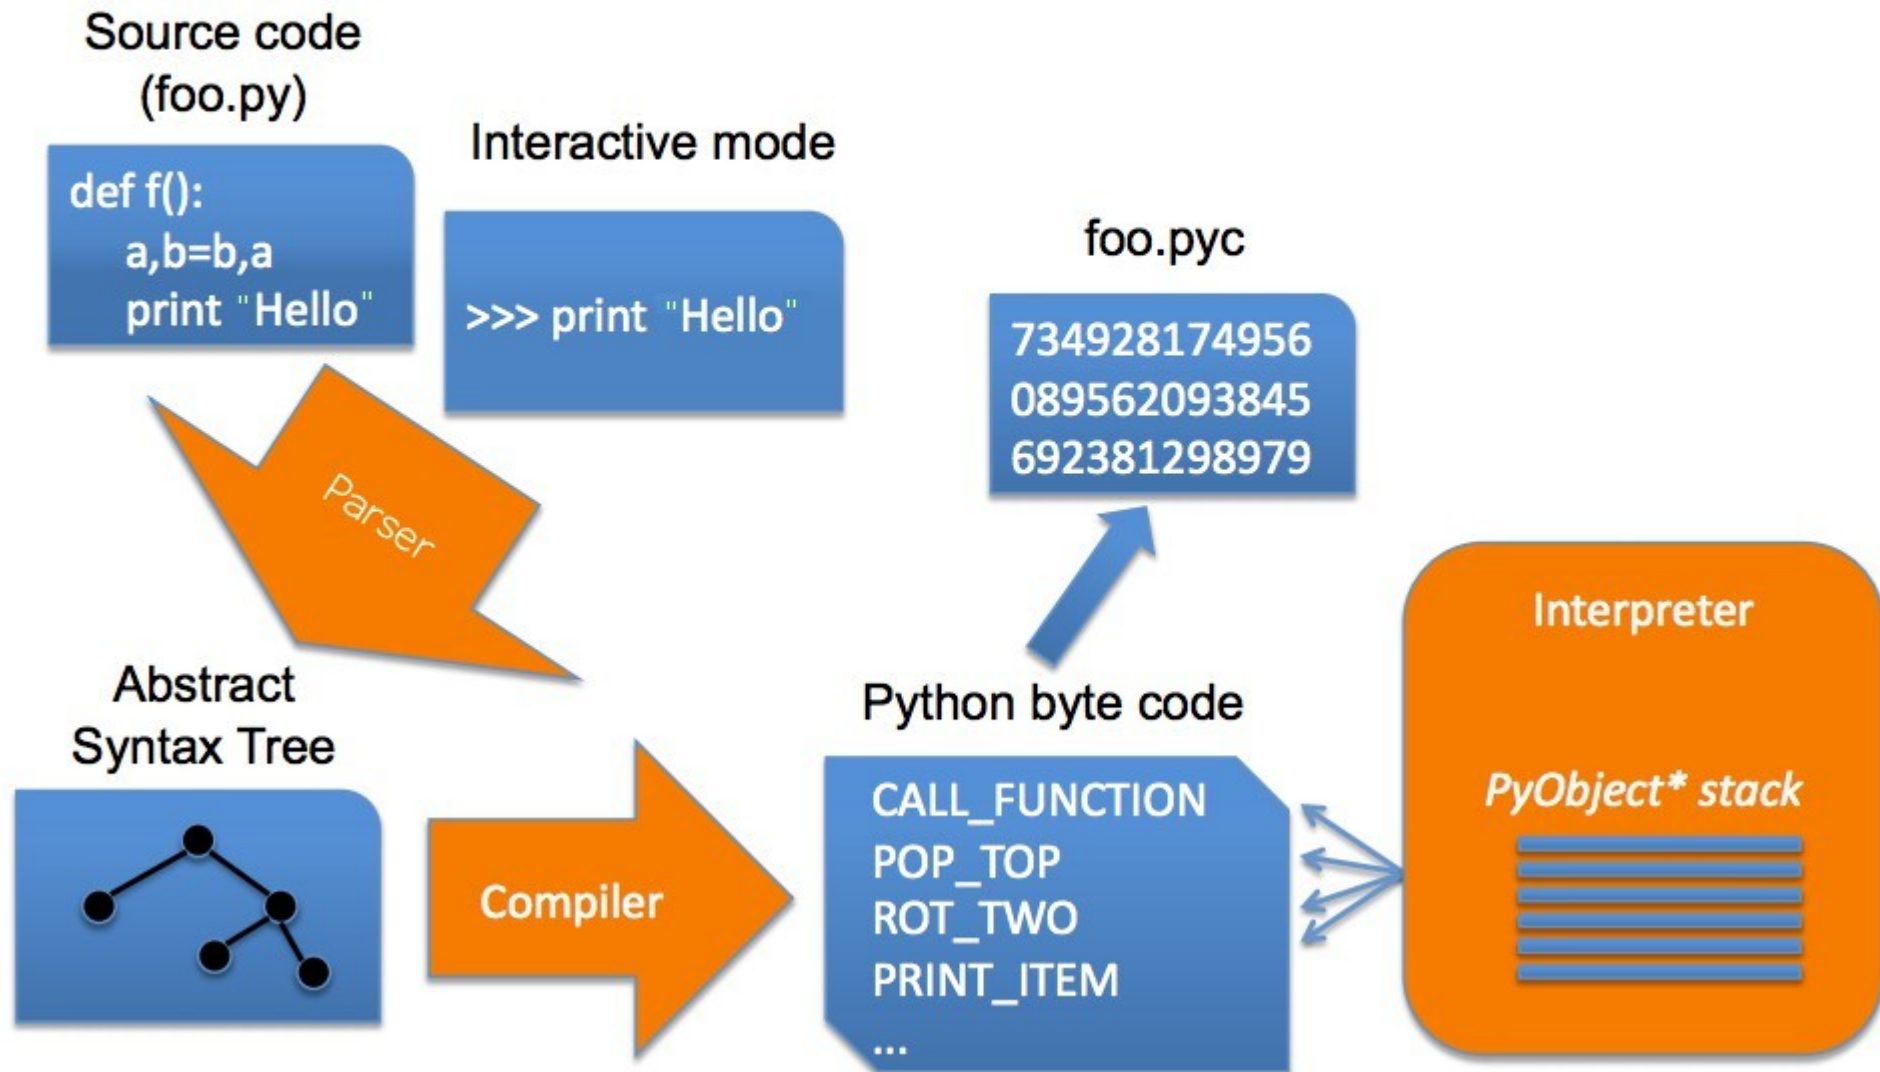 Source code
(foo.py)
def f():
a,b=b,a
print "Hello"
Interactive mode
>>> print "Hello"
Parser
Abstract
Syntax Tree
Compiler
foo.pyc
734928174956
089562093845
692381298979
Python byte code
CALL_FUNCTION
POP_TOP
ROT_TWO
PRINT_ITEM
...
Interpreter
PyObject* stack